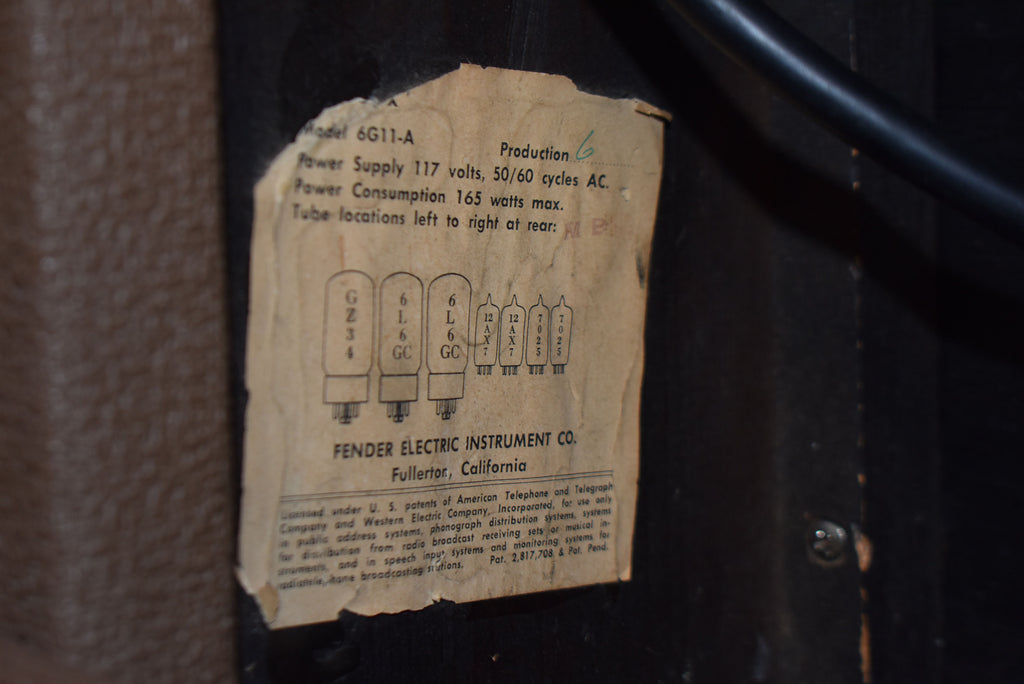 Model 6G11-A
Production 6
Power Supply 117 volts, 50/60 cycles AC.
Power Consumption 165 watts max.
Tube locations left to right at rear:
GZ34 6L6GC 6L6GC 12AX7 12AX7 7025 7025
FENDER ELECTRIC INSTRUMENT CO.
Fullerton, California
Licensed under U. S. patents of American Telephone and Telegraph
Company and Western Electric Company, Incorporated, for use only
in public address systems, phonograph distribution systems, systems
for distribution from radio broadcast receiving sets or musical in-
struments, and in speech input systems and monitoring systems for
radiotelephone broadcasting stations. Pat. 2,817,708 & Pat. Pend.